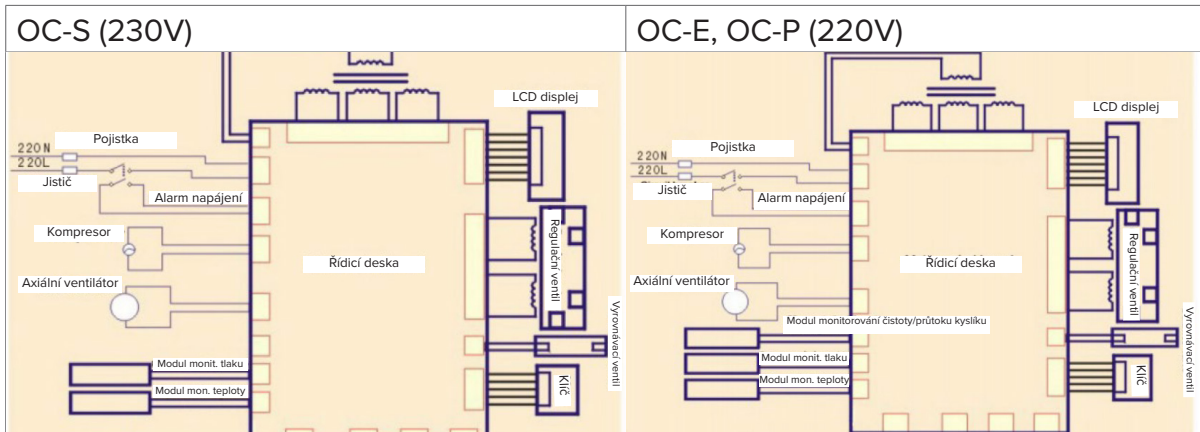 OC-S (230V)
LCD displej
Pojistka
220N
220L
Jistič
Alarm napájení
Kompresor
Řídicí deska
Regulační ventil
Axiální ventilátor
Vyrovnávací ventil
Modul monit. tlaku
Modul mon. teploty
Klíč
OC-E, OC-P (220V)
LCD displej
Pojistka
220N
220L
Jistič
Alarm napájení
Kompresor
Řídicí deska
Regulační ventil
Axiální ventilátor
Modul monitorování čistoty/průtoku kyslíku
Vyrovnávací ventil
Modul monit. tlaku
Modul mon. teploty
Klíč